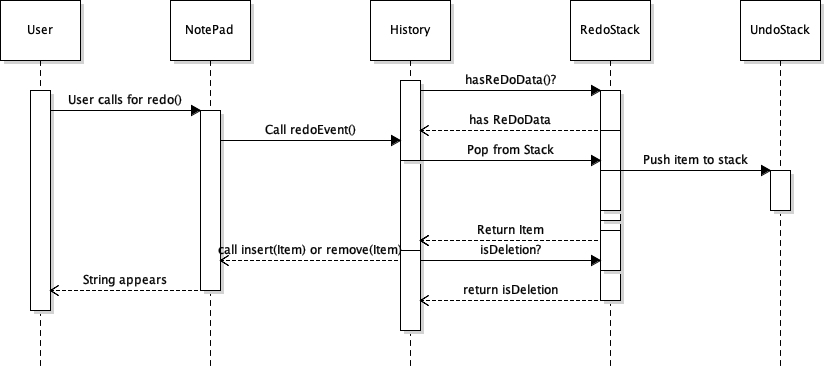 User
NotePad
History
RedoStack
UndoStack
hasReDoData()?
User calls for redo()
has ReDoData
Call redoEvent()
Pop from Stack
Push item to stack
Return Item
call insert(Item) or remove(Item)
isDeletion?
String appears
return isDeletion